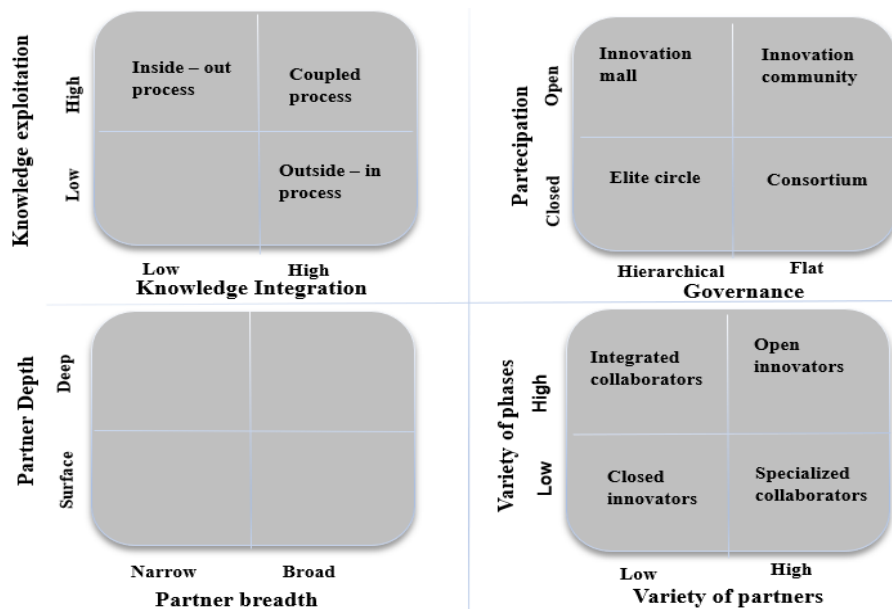 Knowledge exploitation
High
Low
Inside – out
process
Coupled
process
Outside – in
process
Low
High
Knowledge Integration
Partecipation
Open
Closed
Innovation
mall
Innovation
community
Elite circle
Consortium
Hierarchical
Flat
Governance
Partner Depth
Deep
Surface
Narrow
Broad
Partner breadth
Variety of phases
High
Low
Integrated
collaborators
Open
innovators
Closed
innovators
Specialized
collaborators
Low
High
Variety of partners